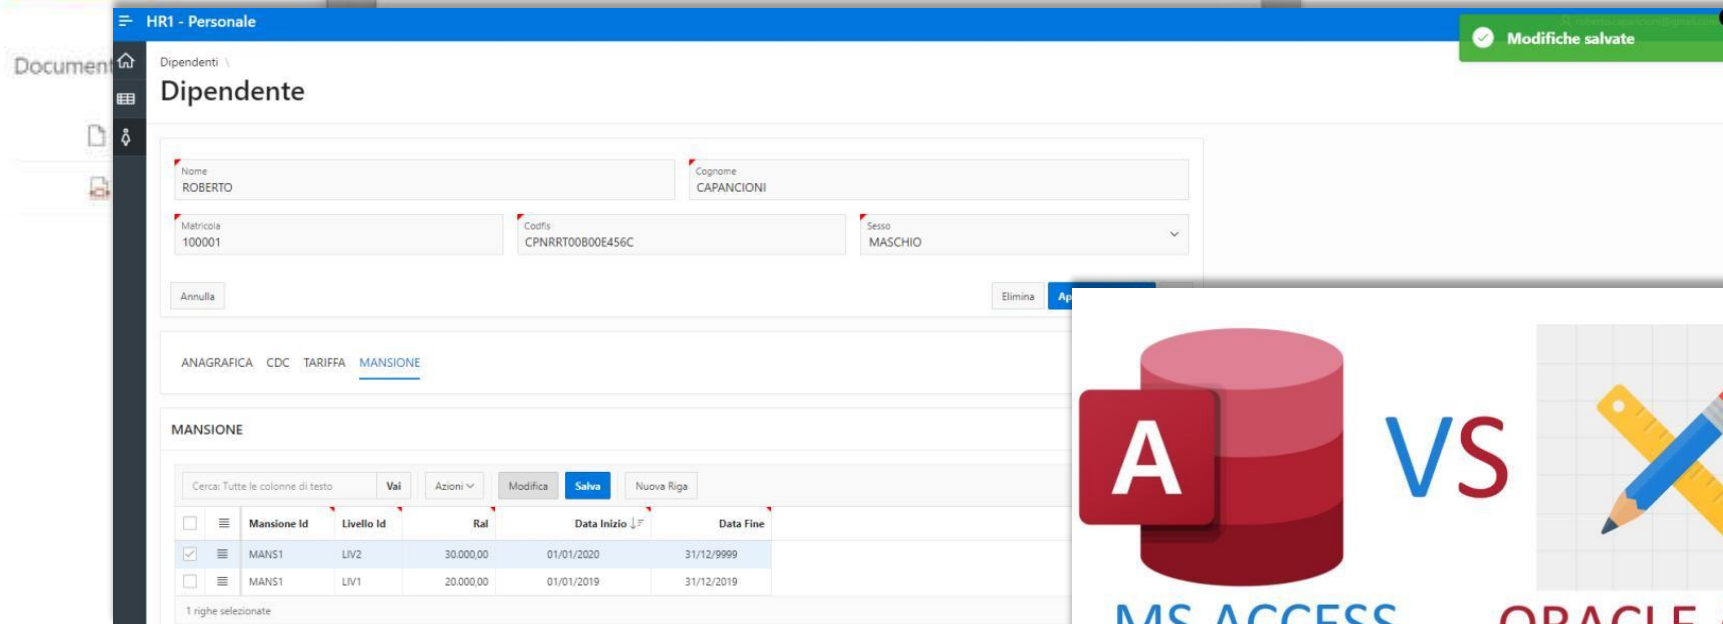 HR1 - Personale
Modifiche salvate
Document
Dipendenti \
Dipendente
Nome
ROBERTO
Cognome
CAPANCIONI
Matricola
100001
Codfis
CPNRRT00B00E456C
Sesso
MASCHIO
Annulla
Elimina
Ap
ANAGRAFICA CDC TARIFFA MANSIONE
MANSIONE
Cerca: Tutte le colonne di testo Vai Azioni Modifica Salva Nuova Riga
Mansione Id Livello Id Ral Data Inizio Data Fine
MANS1 LIV2 30.000,00 01/01/2020 31/12/9999
MANS1 LIV1 20.000,00 01/01/2019 31/12/2019
1 righe selezionate
A
VS
MS ACCESS
ORACLE